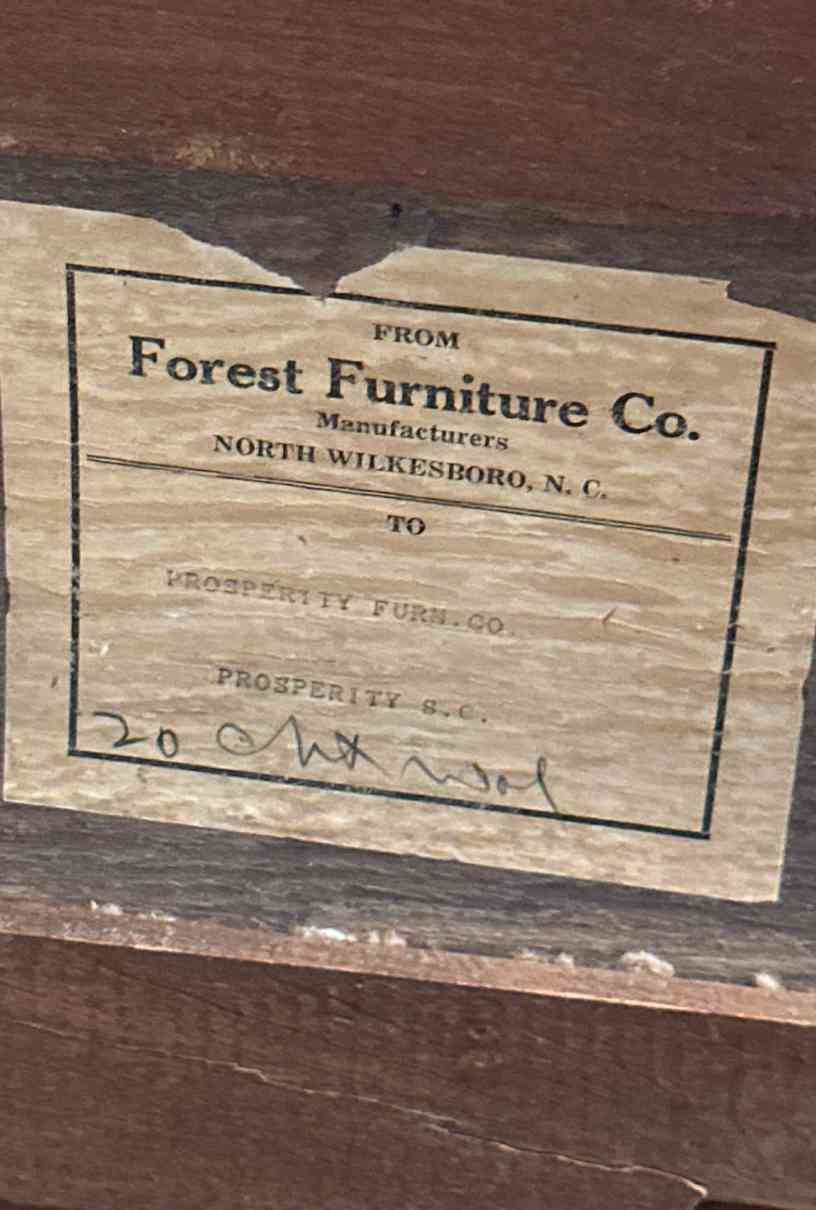 FROM
Forest Furniture Co.
Manufacturers
NORTH WILKESBORO, N. C.
TO
PROSPERITY FURN.CO.
PROSPERITY S.C.
20